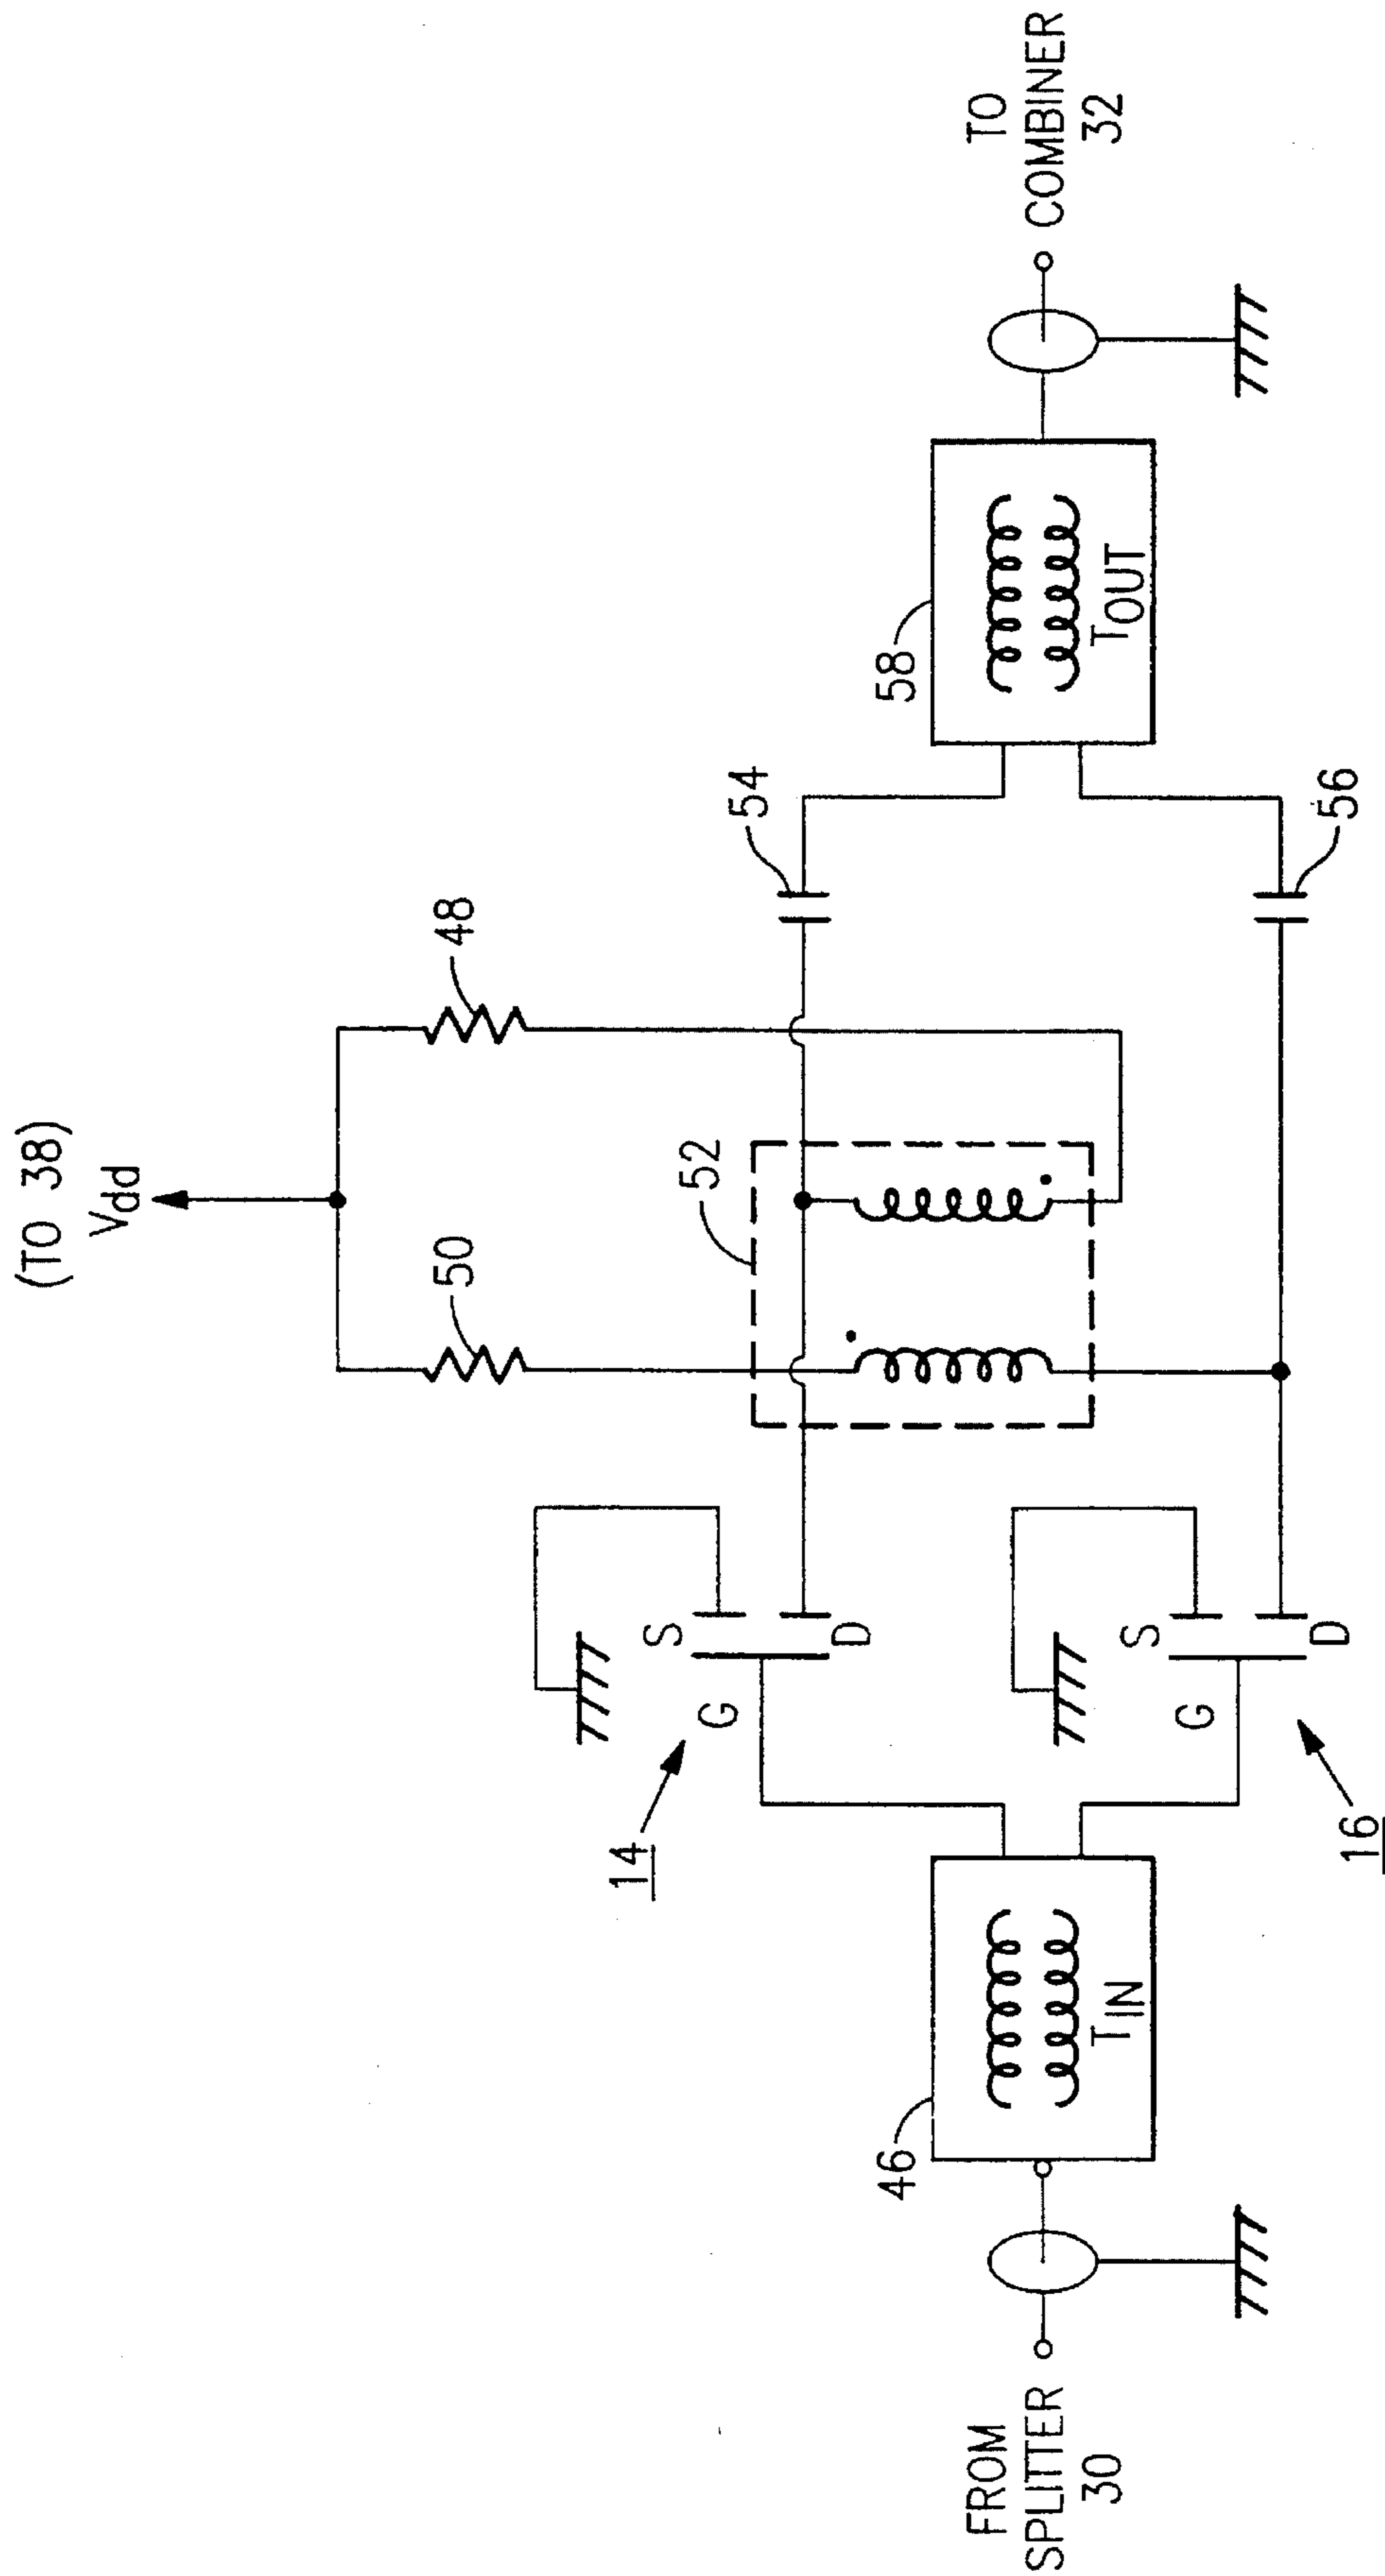 (TO 38)
Vdd
50
48
52
54
14
G
S
D
16
G
S
D
FROM
SPLITTER
30
46
TIN
58
TOUT
56
TO
COMBINER
32